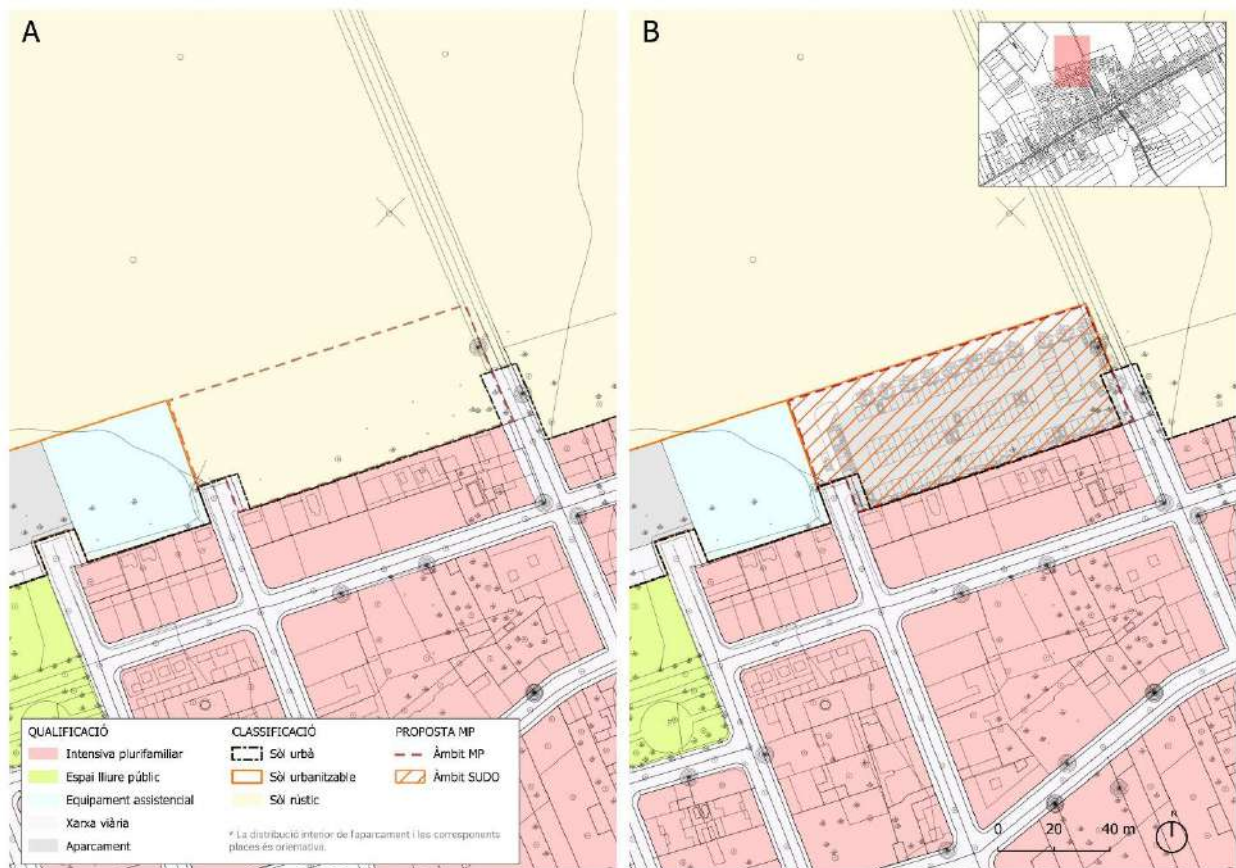 A
B
QUALIFICACIÓ
Intensiva plurifamiliar
Espai lliure públic
Equipament assistencial
Xarxa viària
Aparcament
CLASSIFICACIÓ
Sòl urbà
Sòl urbanitzable
Sòl rústic
* La distribució interior de l'aparcament i les corresponents
places és orientativa.
PROPOSTA MP
Àmbit MP
Àmbit SUDO
0 20 40 m
N